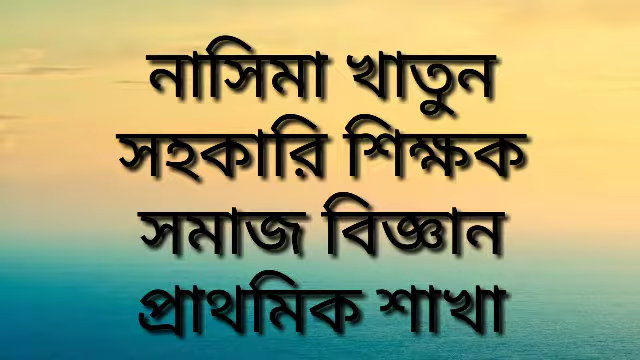 নাসিমা খাতুন
সহকারি শিক্ষক
সমাজ বিজ্ঞান
প্রাথমিক শাখা